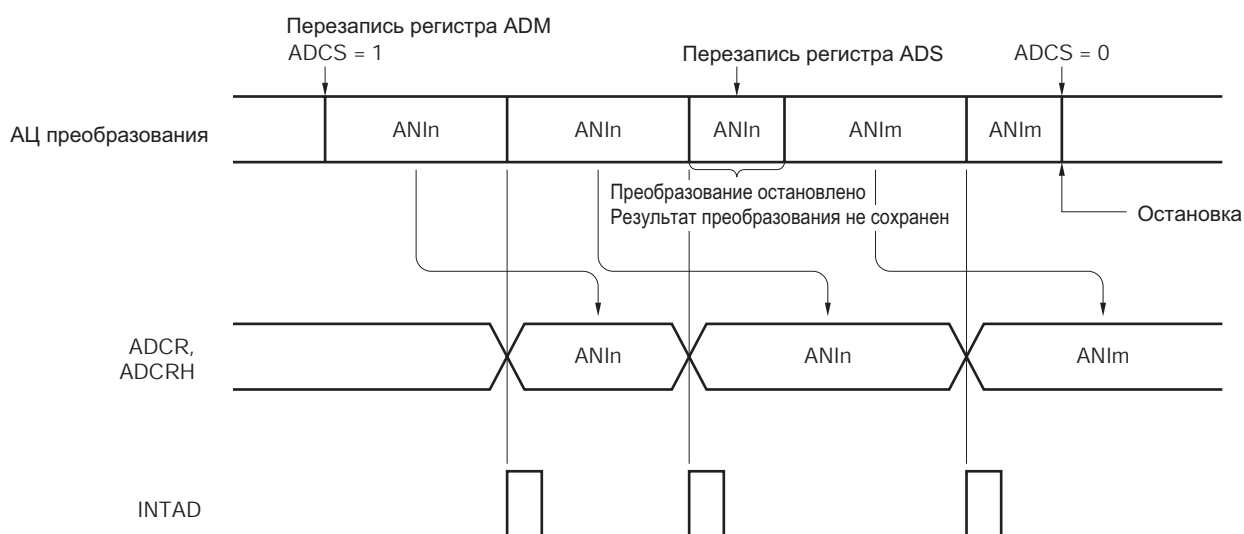 Перезапись регистра ADM
ADCS = 1
Перезапись регистра ADS
ADCS = 0
АЦ преобразования
ANIn
ANIn
ANIn
ANIm
ANIm
Преобразование остановлено
Результат преобразования не сохранен
Остановка
ADCR,
ADCRH
ANIn
ANIn
ANIm
INTAD